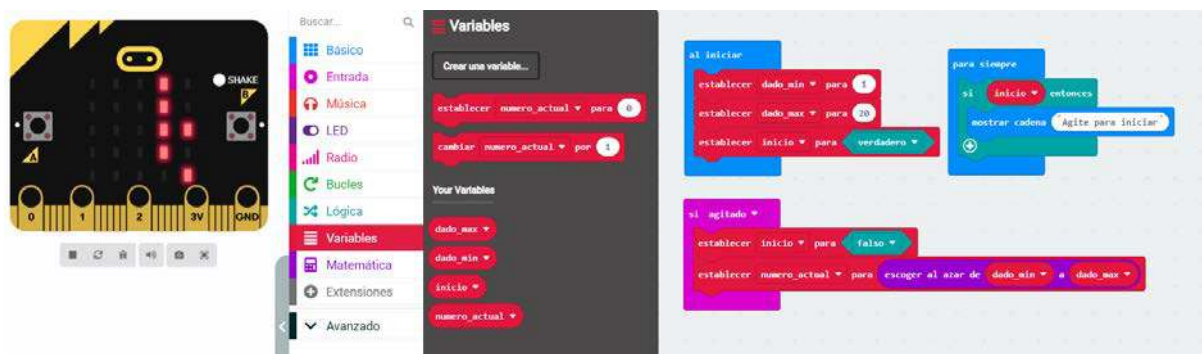 SHAKE
B
A
0 1 2 3V GND
Buscar...
Básico
Entrada
Música
LED
Radio
Bucles
Lógica
Variables
Matemática
Extensiones
Avanzado
Variables
Crear una variable...
establecer numero_actual para 0
cambiar numero_actual por 1
Your Variables
dado_max
dado_min
inicio
numero_actual
al iniciar
establecer dado_min para 1
establecer dado_max para 20
establecer inicio para verdadero
para siempre
si inicio entonces
mostrar cadena "Agite para iniciar"
si agitado
establecer inicio para falso
establecer numero_actual para escoger al azar de dado_min a dado_max